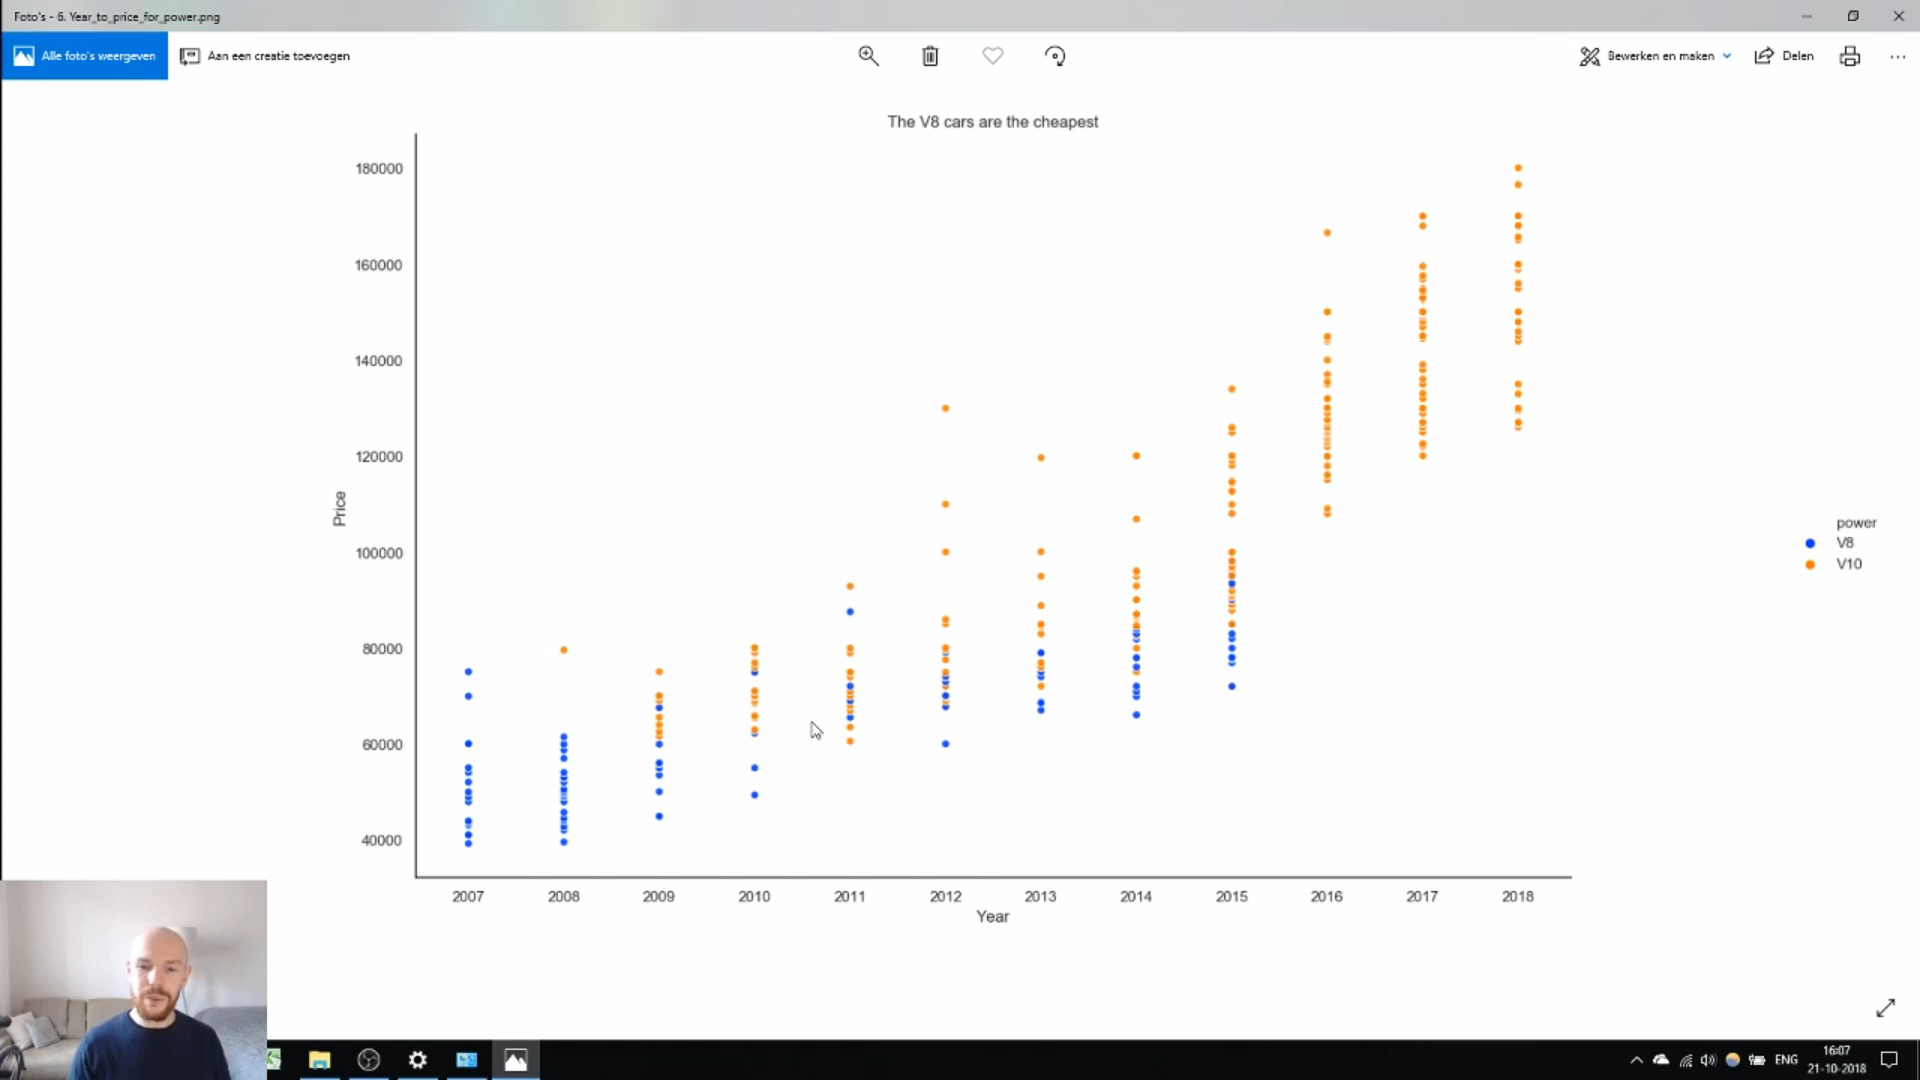 Foto's - 6. Year_to_price_for_power.png
Alle foto's weergeven
Aan een creatie toevoegen
Bewerken en maken
Delen
The V8 cars are the cheapest
180000
160000
140000
120000
100000
80000
60000
40000
Price
2007 2008 2009 2010 2011 2012 2013 2014 2015 2016 2017 2018
Year
power
V8
V10
ENG
16:07
21-10-2018